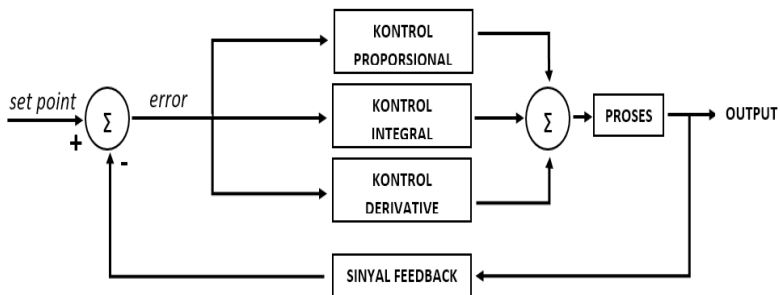 KONTROL
PROPORSIONAL
set point
+
-
Σ
error
KONTROL
INTEGRAL
Σ
PROSES
OUTPUT
KONTROL
DERIVATIVE
SINYAL FEEDBACK